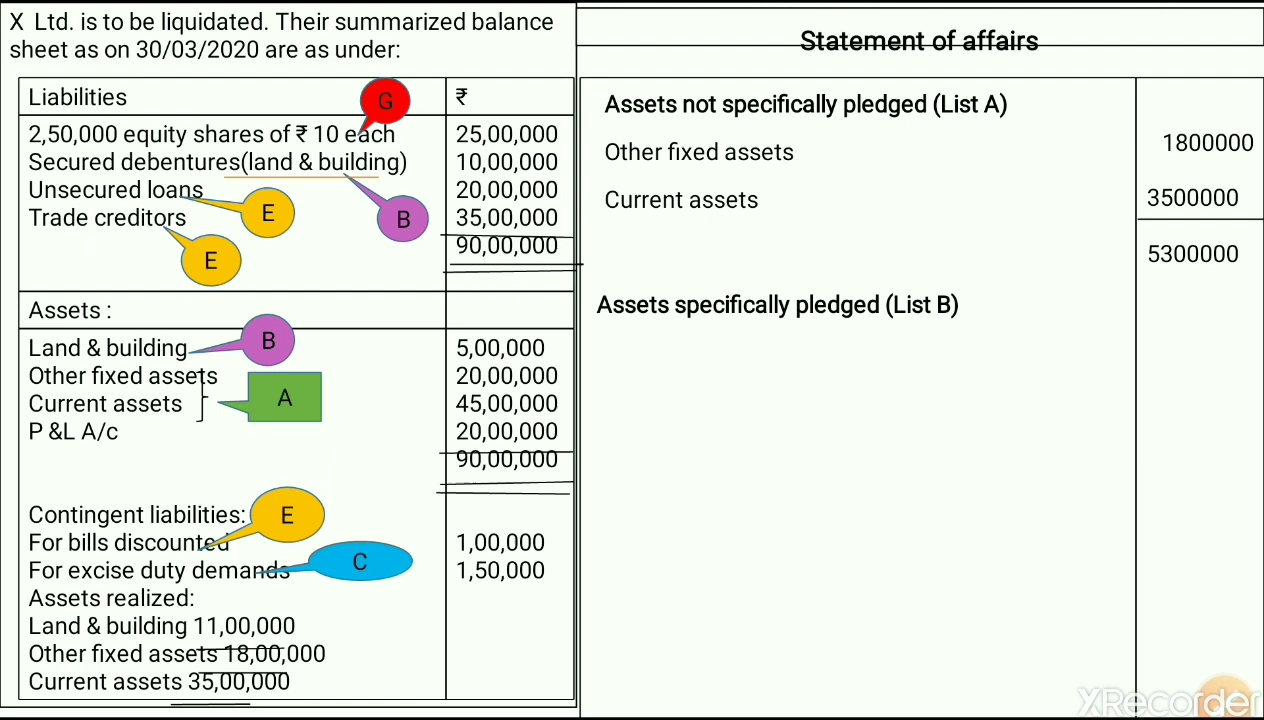 X Ltd. is to be liquidated. Their summarized balance
sheet as on 30/03/2020 are as under:
Liabilities ₹
G
2,50,000 equity shares of ₹ 10 each 25,00,000
Secured debentures(land & building) 10,00,000
Unsecured loans 20,00,000
E
B
Trade creditors 35,00,000
90,00,000
E
Assets :
Land & building 5,00,000
B
Other fixed assets 20,00,000
Current assets 45,00,000
A
P &L A/c 20,00,000
90,00,000
Contingent liabilities:
E
For bills discounted 1,00,000
For excise duty demands 1,50,000
C
Assets realized:
Land & building 11,00,000
Other fixed assets 18,00,000
Current assets 35,00,000
Statement of affairs
Assets not specifically pledged (List A)
Other fixed assets 1800000
Current assets 3500000
5300000
Assets specifically pledged (List B)
XRecorder